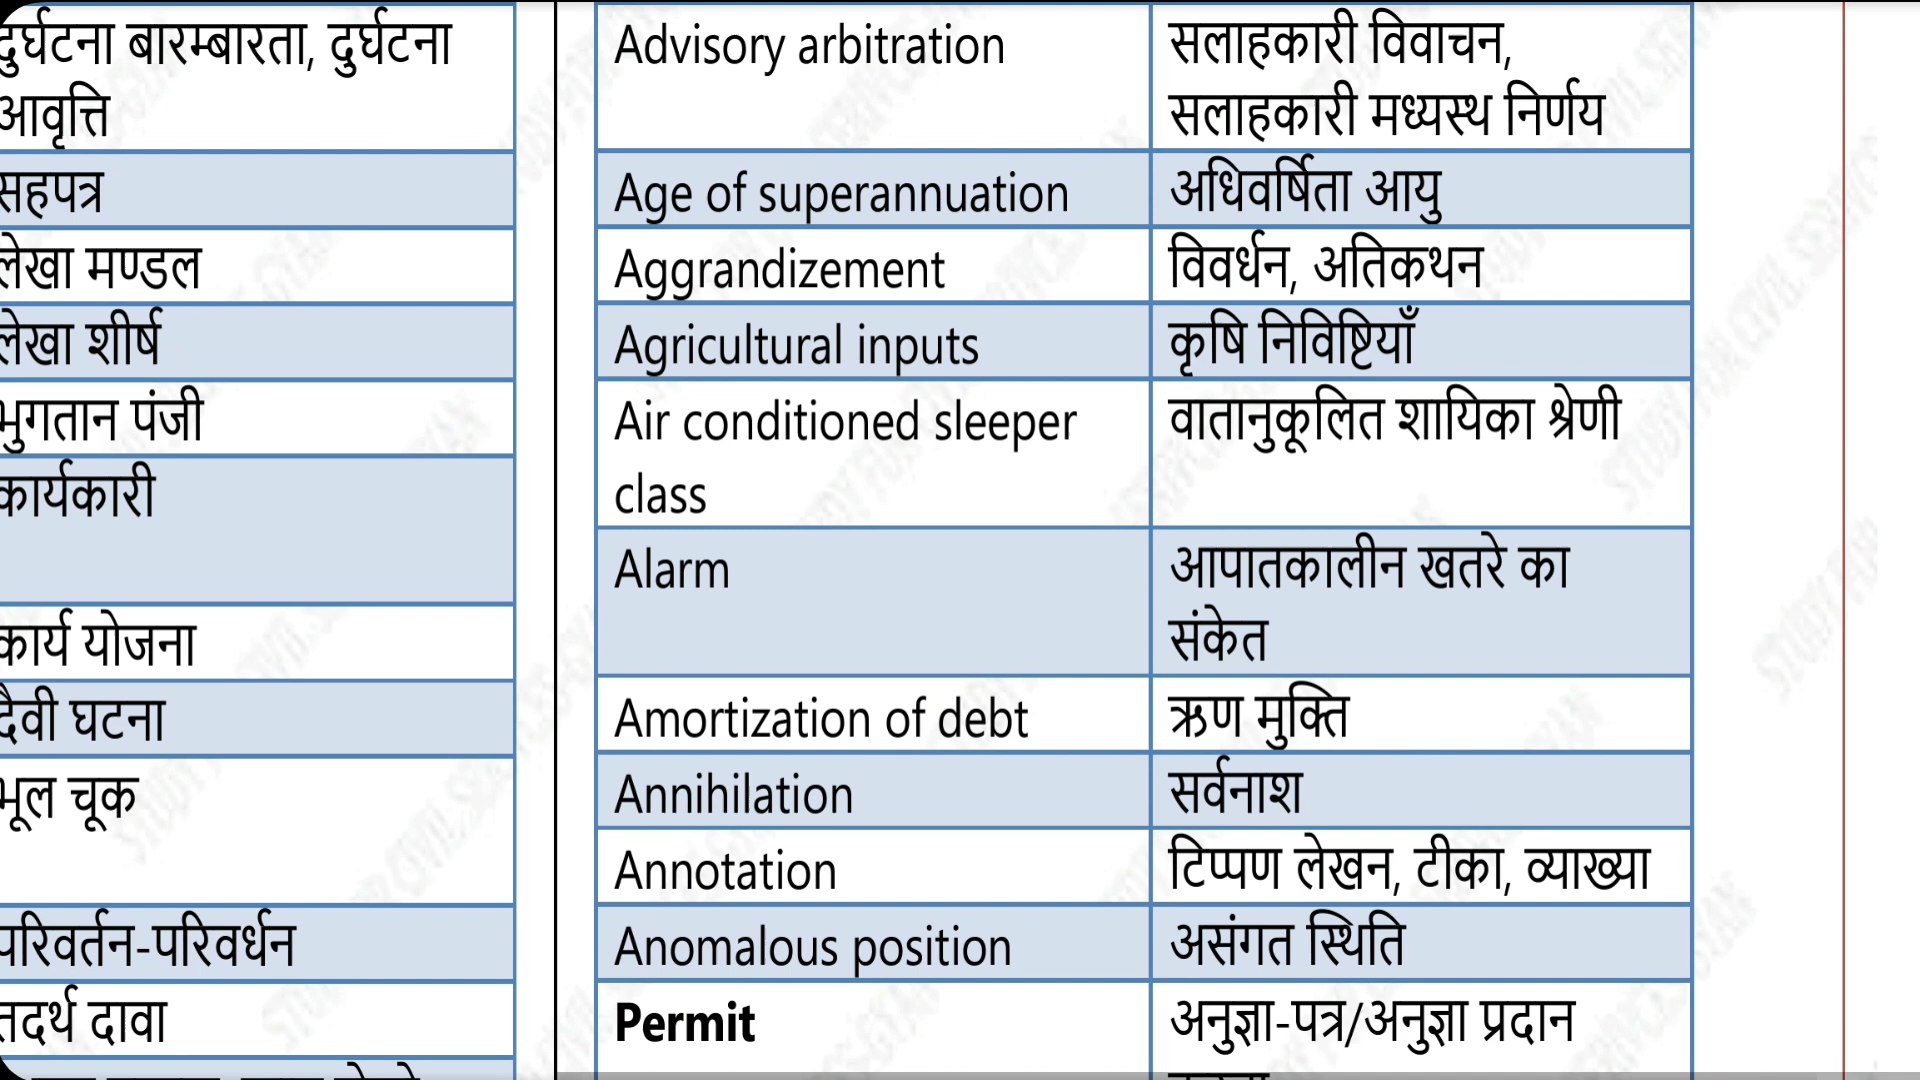 दुर्घटना बारम्बारता, दुर्घटना
आवृत्ति
सहपत्र
लेखा मण्डल
लेखा शीर्ष
भुगतान पंजी
कार्यकारी
कार्य योजना
दैवी घटना
भूल चूक
परिवर्तन-परिवर्धन
तदर्थ दावा
Advisory arbitration
सलाहकारी विवाचन,
सलाहकारी मध्यस्थ निर्णय
Age of superannuation
अधिवर्षिता आयु
Aggrandizement
विवर्धन, अतिकथन
Agricultural inputs
कृषि निविष्टियाँ
Air conditioned sleeper
class
वातानुकूलित शायिका श्रेणी
Alarm
आपातकालीन खतरे का
संकेत
Amortization of debt
ऋण मुक्ति
Annihilation
सर्वनाश
Annotation
टिप्पण लेखन, टीका, व्याख्या
Anomalous position
असंगत स्थिति
Permit
अनुज्ञा-पत्र/अनुज्ञा प्रदान